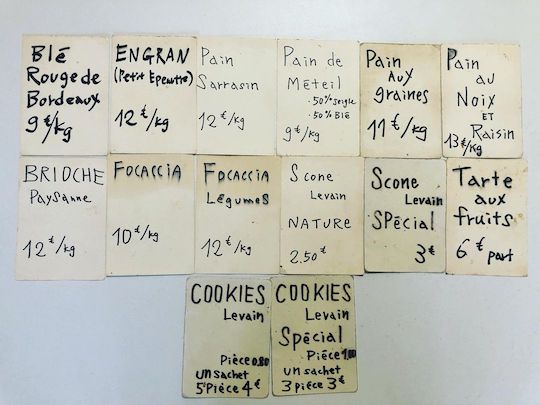 Blé
Rouge de
Bordeaux
9€/kg
ENGRAN
(Petit Epeautre)
12€/kg
Pain
Sarrasin
12€/kg
Pain de
Méteil
·50% seigle
·50% Blé
9€/kg
Pain
Aux
graines
11€/kg
Pain
au
Noix
ET
Raisin
13€/kg
BRIOCHE
Paysanne
12€/kg
FOCACCIA
10€/kg
FOCACCIA
LégumeS
12€/kg
Scone
Levain
NATURE
2.50€
Scone
Levain
SPécial
3€
Tarte
aux
fruits
6€ part
COOKIES
Levain
Pièce 0.80
UN Sachet
5 Pièce 4€
COOKIES
Levain
Spécial
Piéce 1,00
UN sachet
3 piéce 3€